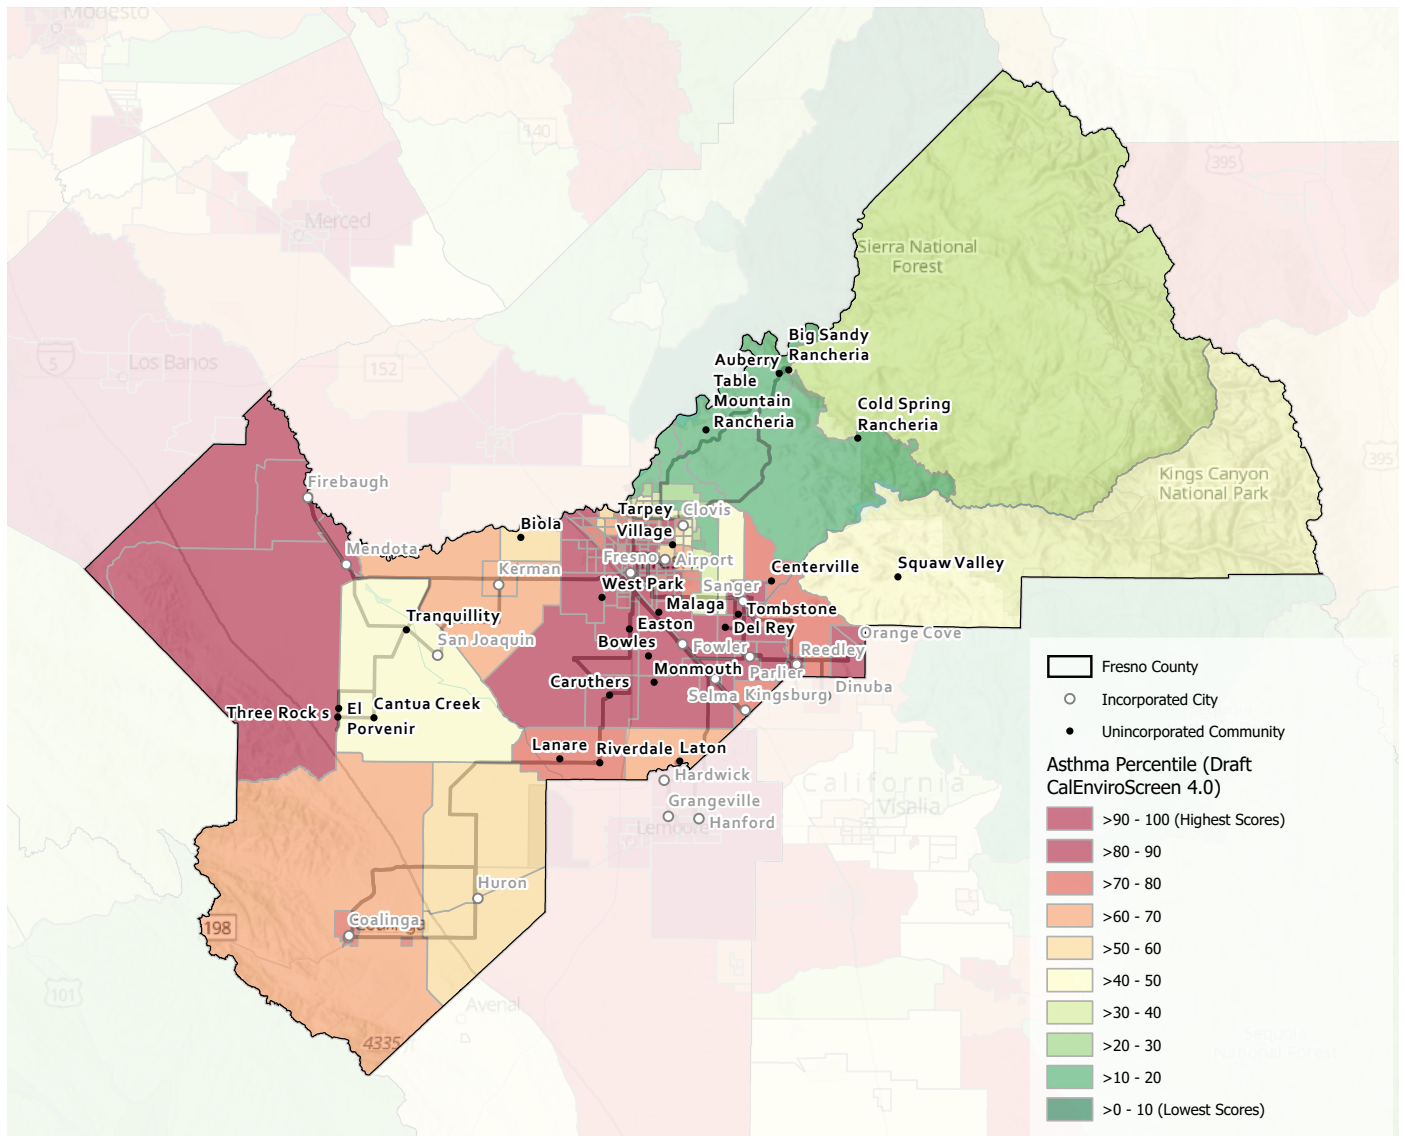 Modesto
140
395
Merced
Sierra National
Forest
5
Los Banos
152
Big Sandy
Rancheria
Auberry
Table
Mountain
Rancheria
Cold Spring
Rancheria
395
Kings Canyon
National Park
Firebaugh
Tarpey
Village
Clovis
Biola
Mendota
Fresno
Airport
Kerman
Centerville
Squaw Valley
West Park
Sanger
Malaga
Tombstone
Tranquillity
Easton
Del Rey
San Joaquin
Bowles
Fowler
Orange Cove
Reedley
Monmouth
Parlier
Caruthers
Selma
Kingsburg
Dinuba
Three Rock s
El
Porvenir
Cantua Creek
Lanare
Riverdale
Laton
Hardwick
Grangeville
Hanford
Lemoore
California
Visalia
Huron
Coalinga
Coalinga
198
101
Avenal
4335
Sequoia
National Forest
Fresno County
Incorporated City
Unincorporated Community
Asthma Percentile (Draft
CalEnviroScreen 4.0)
>90 - 100 (Highest Scores)
>80 - 90
>70 - 80
>60 - 70
>50 - 60
>40 - 50
>30 - 40
>20 - 30
>10 - 20
>0 - 10 (Lowest Scores)